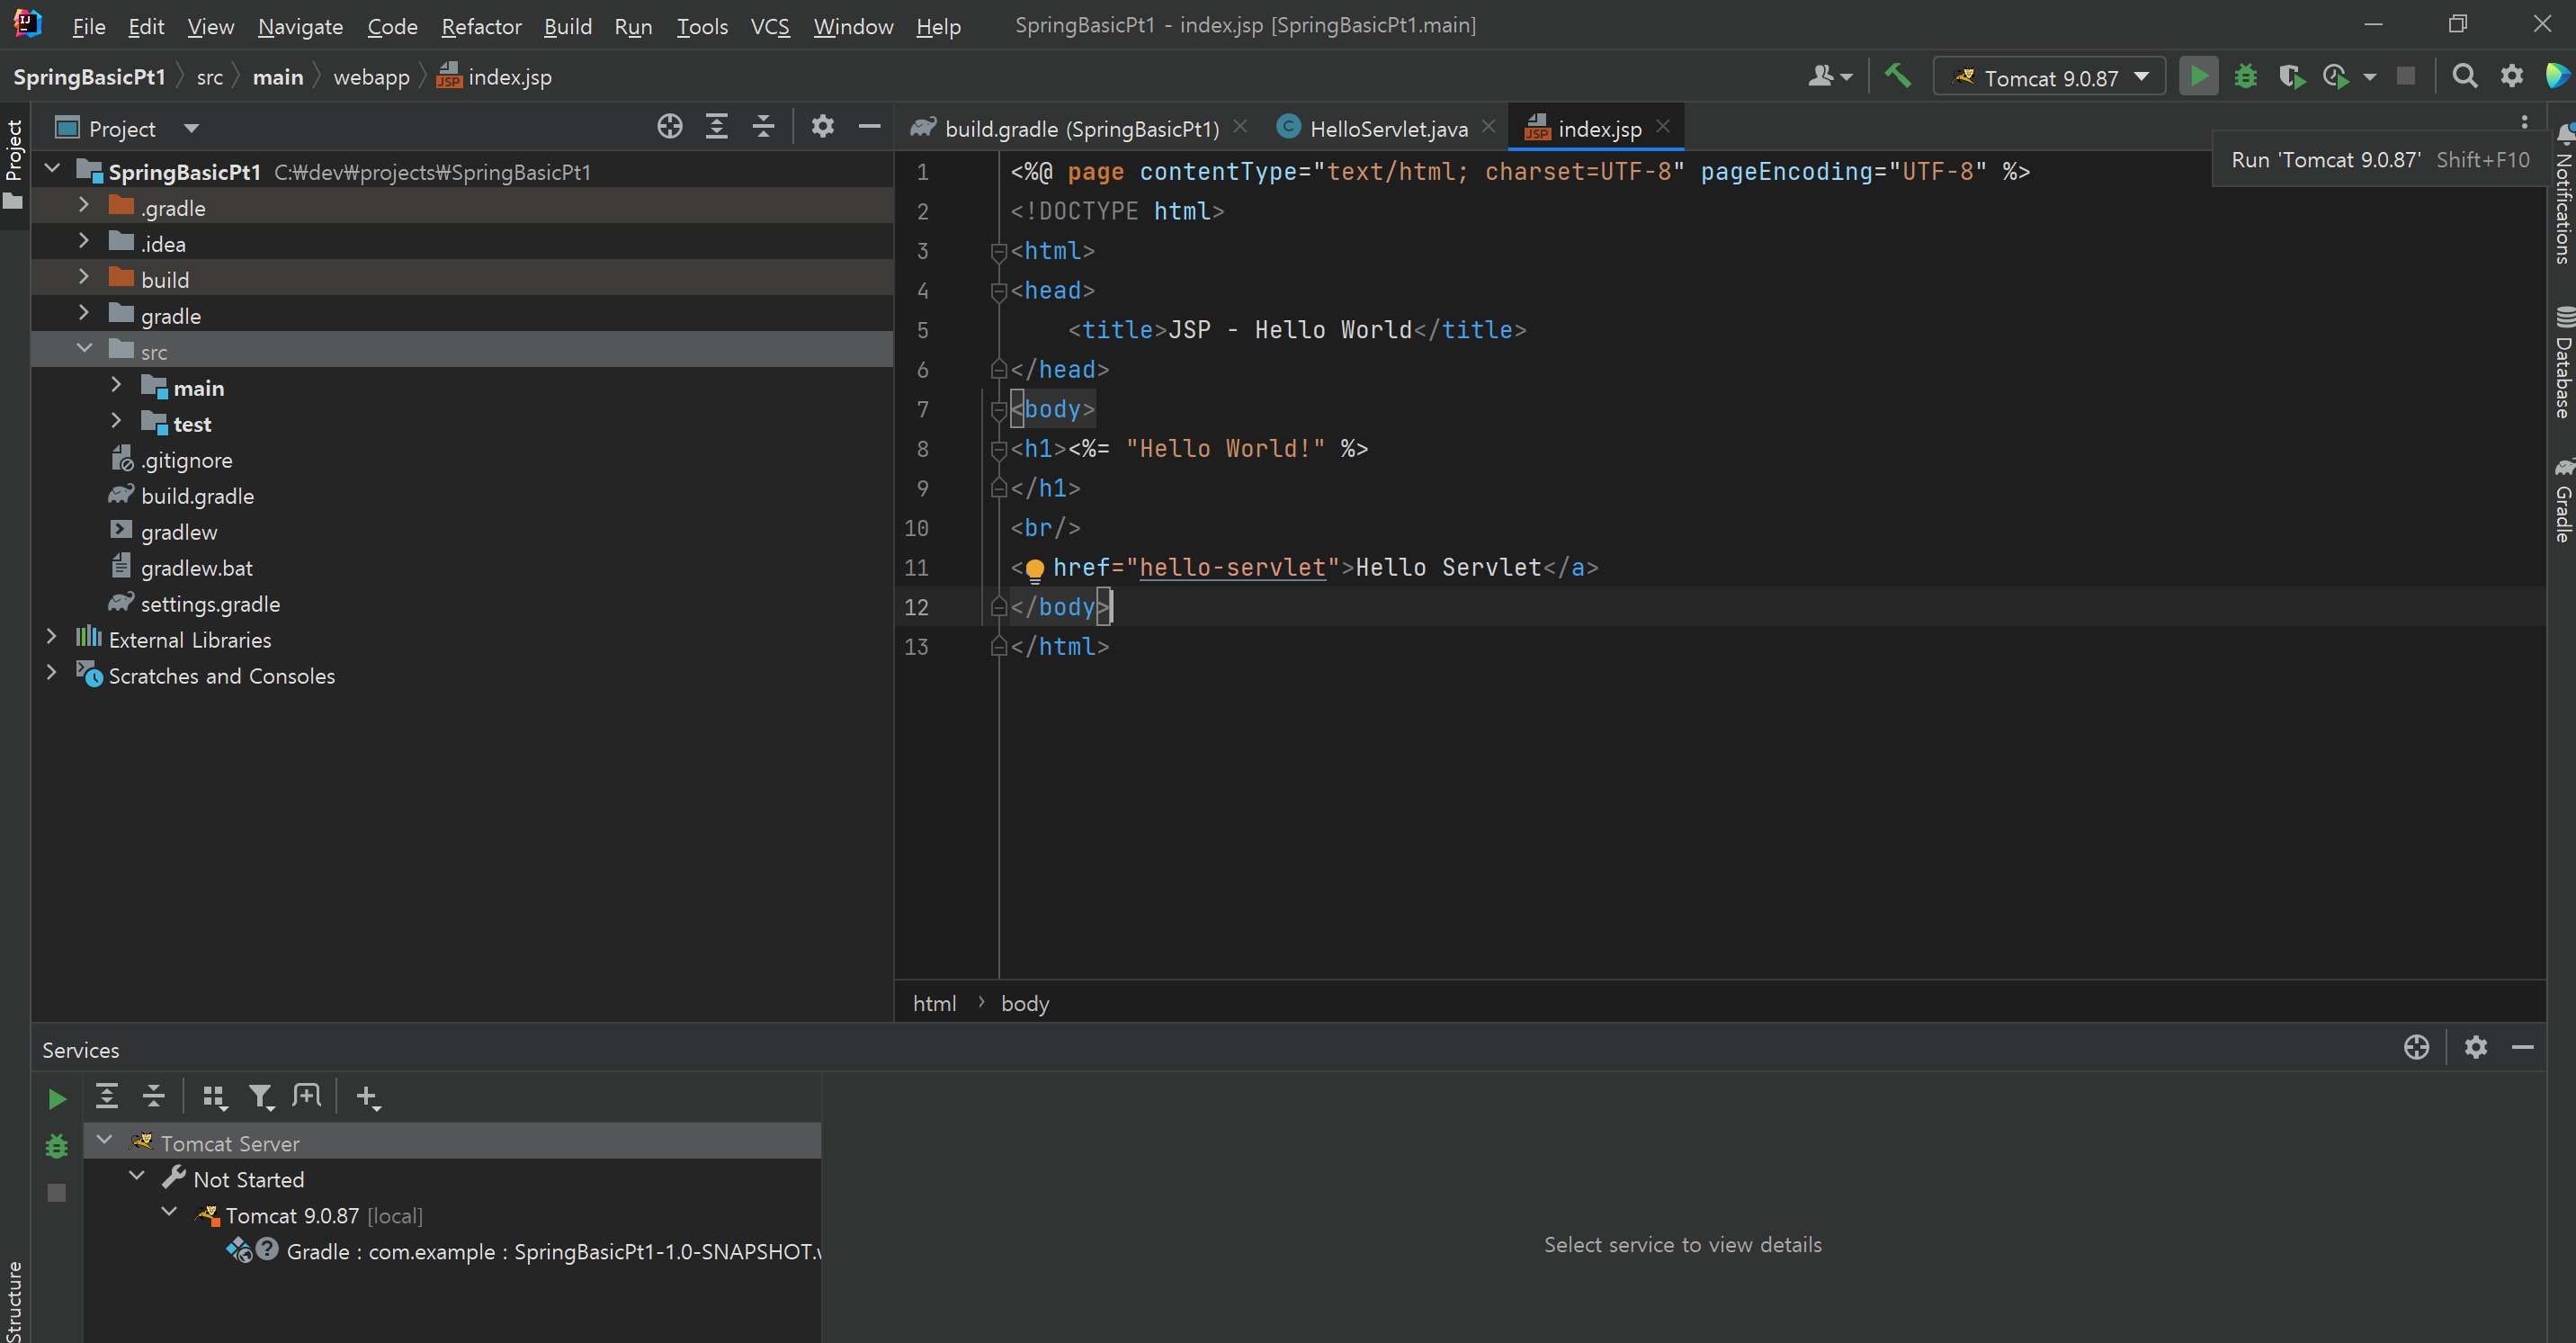 File Edit View Navigate Code Refactor Build Run Tools VCS Window Help SpringBasicPt1 - index.jsp [SpringBasicPt1.main]
SpringBasicPt1 src main webapp index.jsp Tomcat 9.0.87
Project
Project
build.gradle (SpringBasicPt1) HelloServlet.java index.jsp
Run 'Tomcat 9.0.87' Shift+F10
SpringBasicPt1 C:₩dev₩projects₩SpringBasicPt1
.gradle
.idea
build
gradle
src
main
test
.gitignore
build.gradle
gradlew
gradlew.bat
settings.gradle
External Libraries
Scratches and Consoles
1 <%@ page contentType="text/html; charset=UTF-8" pageEncoding="UTF-8" %>
2 <!DOCTYPE html>
3 <html>
4 <head>
5 <title>JSP - Hello World</title>
6 </head>
7 <body>
8 <h1><%= "Hello World!" %>
9 </h1>
10 <br/>
11 < href="hello-servlet">Hello Servlet</a>
12 </body>
13 </html>
html › body
Notifications
Database
Gradle
Services
Tomcat Server
Not Started
Tomcat 9.0.87 [local]
Gradle : com.example : SpringBasicPt1-1.0-SNAPSHOT.
Select service to view details
Structure